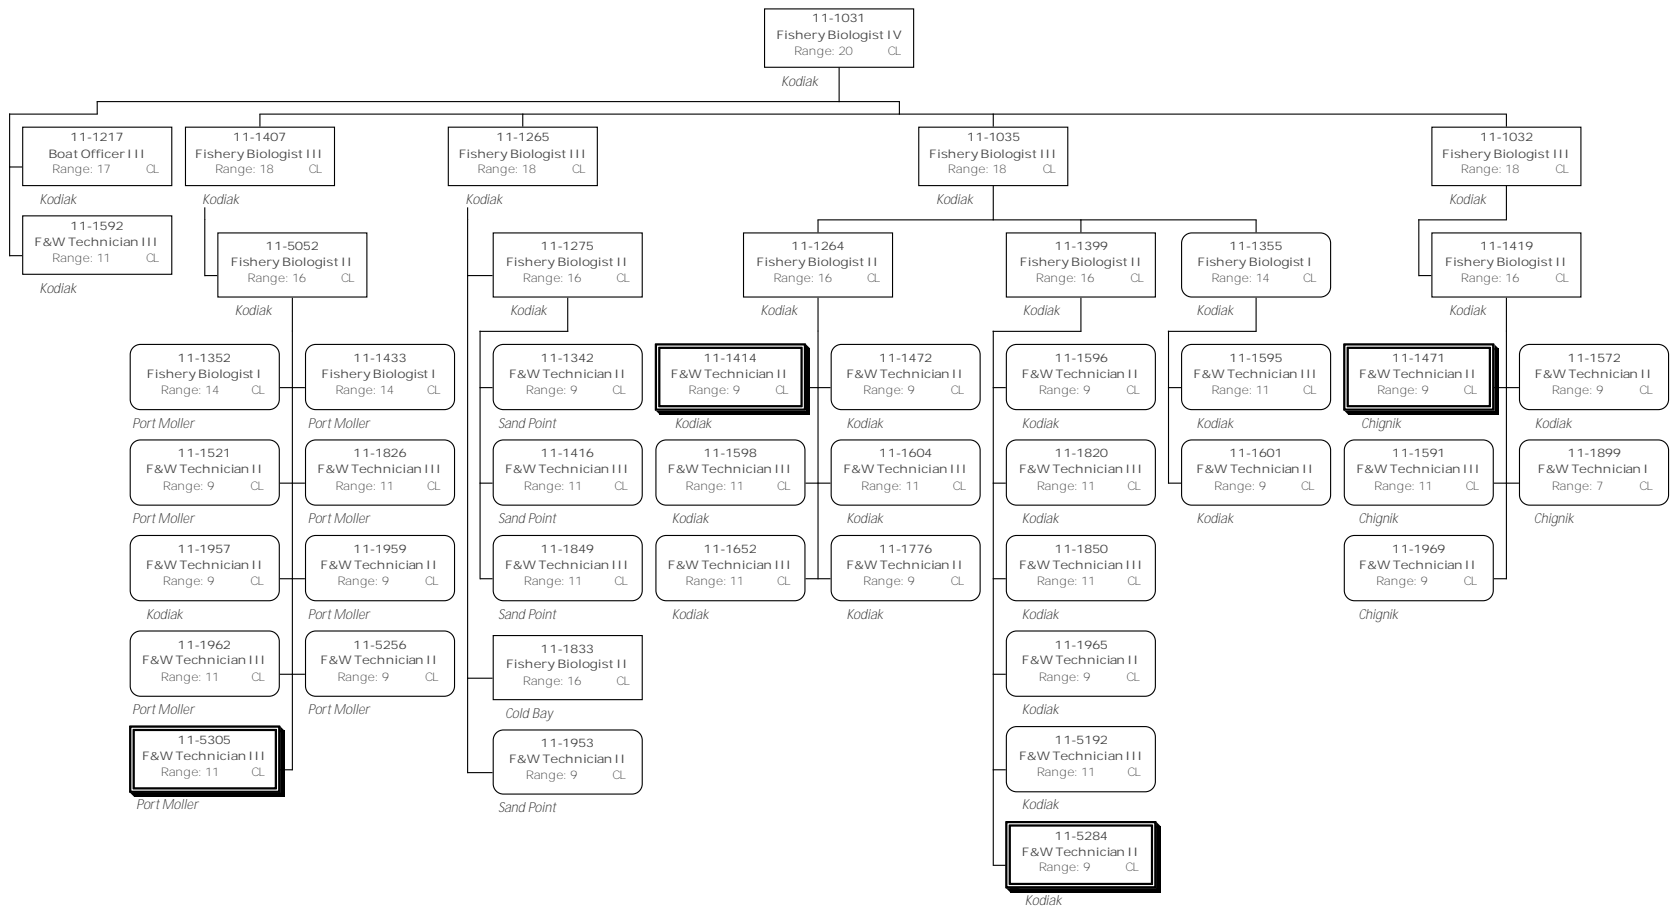 11-1031
Fishery Biologist IV
Range: 20 CL
Kodiak
11-1217
Boat Officer III
Range: 17 CL
Kodiak
11-1592
F&W Technician III
Range: 11 CL
Kodiak
11-1407
Fishery Biologist III
Range: 18 CL
Kodiak
11-5052
Fishery Biologist II
Range: 16 CL
Kodiak
11-1352
Fishery Biologist I
Range: 14 CL
Port Moller
11-1433
Fishery Biologist I
Range: 14 CL
Port Moller
11-1521
F&W Technician II
Range: 9 CL
Port Moller
11-1826
F&W Technician III
Range: 11 CL
Port Moller
11-1957
F&W Technician II
Range: 9 CL
Kodiak
11-1959
F&W Technician II
Range: 9 CL
Port Moller
11-1962
F&W Technician III
Range: 11 CL
Port Moller
11-5256
F&W Technician II
Range: 9 CL
Port Moller
11-5305
F&W Technician III
Range: 11 CL
Port Moller
11-1265
Fishery Biologist III
Range: 18 CL
Kodiak
11-1275
Fishery Biologist II
Range: 16 CL
Kodiak
11-1342
F&W Technician II
Range: 9 CL
Sand Point
11-1416
F&W Technician III
Range: 11 CL
Sand Point
11-1849
F&W Technician III
Range: 11 CL
Sand Point
11-1833
Fishery Biologist II
Range: 16 CL
Cold Bay
11-1953
F&W Technician II
Range: 9 CL
Sand Point
11-1035
Fishery Biologist III
Range: 18 CL
Kodiak
11-1264
Fishery Biologist II
Range: 16 CL
Kodiak
11-1414
F&W Technician II
Range: 9 CL
Kodiak
11-1472
F&W Technician II
Range: 9 CL
Kodiak
11-1598
F&W Technician III
Range: 11 CL
Kodiak
11-1604
F&W Technician III
Range: 11 CL
Kodiak
11-1652
F&W Technician III
Range: 11 CL
Kodiak
11-1776
F&W Technician II
Range: 9 CL
Kodiak
11-1399
Fishery Biologist II
Range: 16 CL
Kodiak
11-1596
F&W Technician II
Range: 9 CL
Kodiak
11-1820
F&W Technician III
Range: 11 CL
Kodiak
11-1850
F&W Technician III
Range: 11 CL
Kodiak
11-1965
F&W Technician II
Range: 9 CL
Kodiak
11-5192
F&W Technician III
Range: 11 CL
Kodiak
11-5284
F&W Technician II
Range: 9 CL
Kodiak
11-1355
Fishery Biologist I
Range: 14 CL
Kodiak
11-1595
F&W Technician III
Range: 11 CL
Kodiak
11-1601
F&W Technician II
Range: 9 CL
Kodiak
11-1032
Fishery Biologist III
Range: 18 CL
Kodiak
11-1419
Fishery Biologist II
Range: 16 CL
Kodiak
11-1471
F&W Technician II
Range: 9 CL
Chignik
11-1572
F&W Technician II
Range: 9 CL
Kodiak
11-1591
F&W Technician III
Range: 11 CL
Chignik
11-1899
F&W Technician I
Range: 7 CL
Chignik
11-1969
F&W Technician II
Range: 9 CL
Chignik